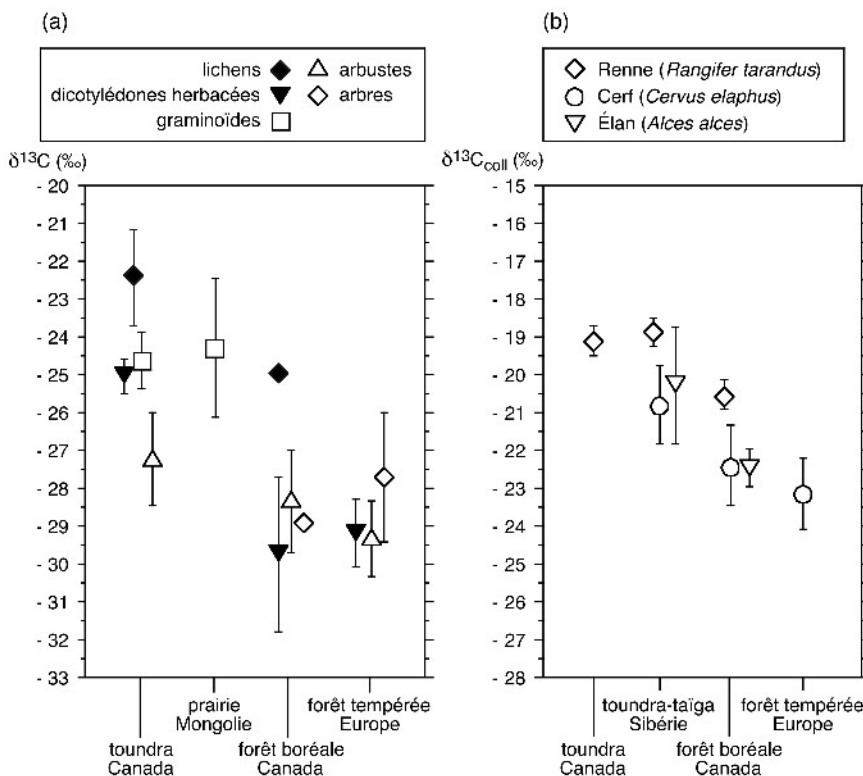 (a)
lichens
arbustes
dicotylédones herbacées
arbres
graminoïdes
δ13C (‰)
- 20
- 21
- 22
- 23
- 24
- 25
- 26
- 27
- 28
- 29
- 30
- 31
- 32
- 33
prairie
Mongolie
forêt tempérée
Europe
toundra
Canada
forêt boréale
Canada
(b)
Renne (Rangifer tarandus)
Cerf (Cervus elaphus)
Élan (Alces alces)
δ13Ccoll (‰)
- 15
- 16
- 17
- 18
- 19
- 20
- 21
- 22
- 23
- 24
- 25
- 26
- 27
- 28
toundra-taïga
Sibérie
forêt tempérée
Europe
toundra
Canada
forêt boréale
Canada